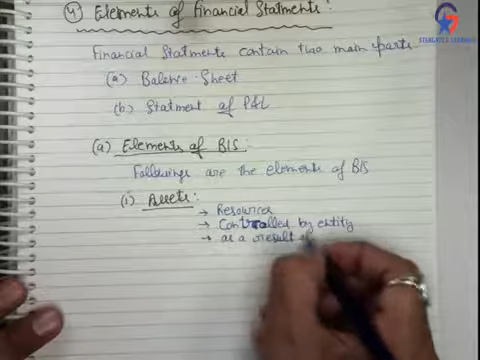 4) Elements of Financial Statments :
Financial Statments contain two main parts
(a) Balance Sheet
(b) Statment of P&L
(a) Elements of B/S :
Followings are the elements of B/S
(i) Assets :
→ Resources
→ Controlled by entity
→ as a result